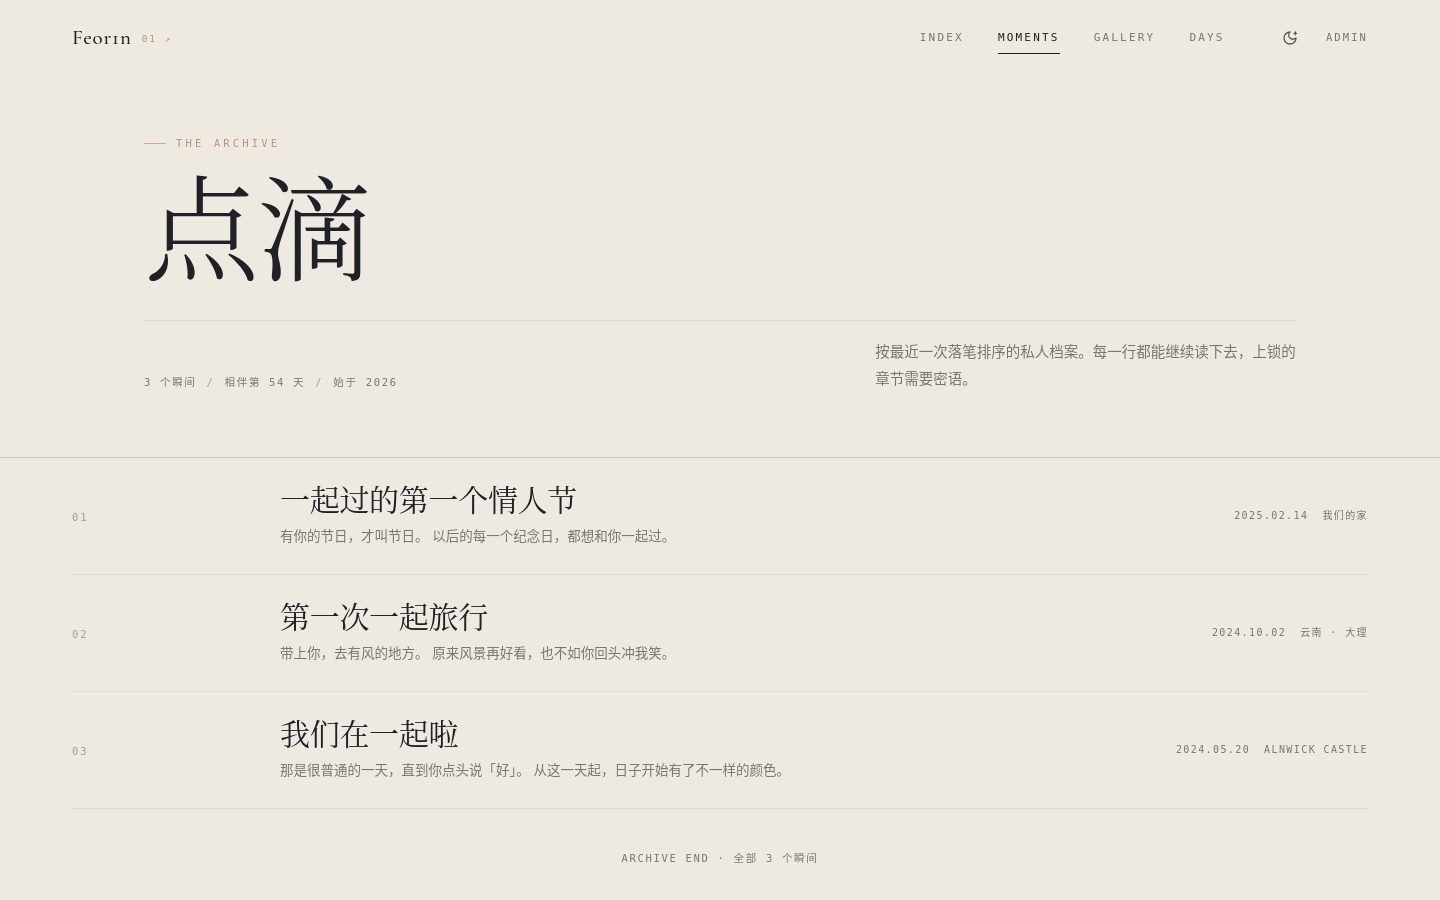 Feorın 01 ↗
INDEX MOMENTS GALLERY DAYS ADMIN
THE ARCHIVE
点滴
按最近一次落笔排序的私人档案。每一行都能继续读下去，上锁的
章节需要密语。
3 个瞬间 / 相伴第 54 天 / 始于 2026
01
一起过的第一个情人节
有你的节日，才叫节日。 以后的每一个纪念日，都想和你一起过。
2025.02.14 我们的家
02
第一次一起旅行
带上你，去有风的地方。 原来风景再好看，也不如你回头冲我笑。
2024.10.02 云南 · 大理
03
我们在一起啦
那是很普通的一天，直到你点头说「好」。 从这一天起，日子开始有了不一样的颜色。
2024.05.20 ALNWICK CASTLE
ARCHIVE END · 全部 3 个瞬间